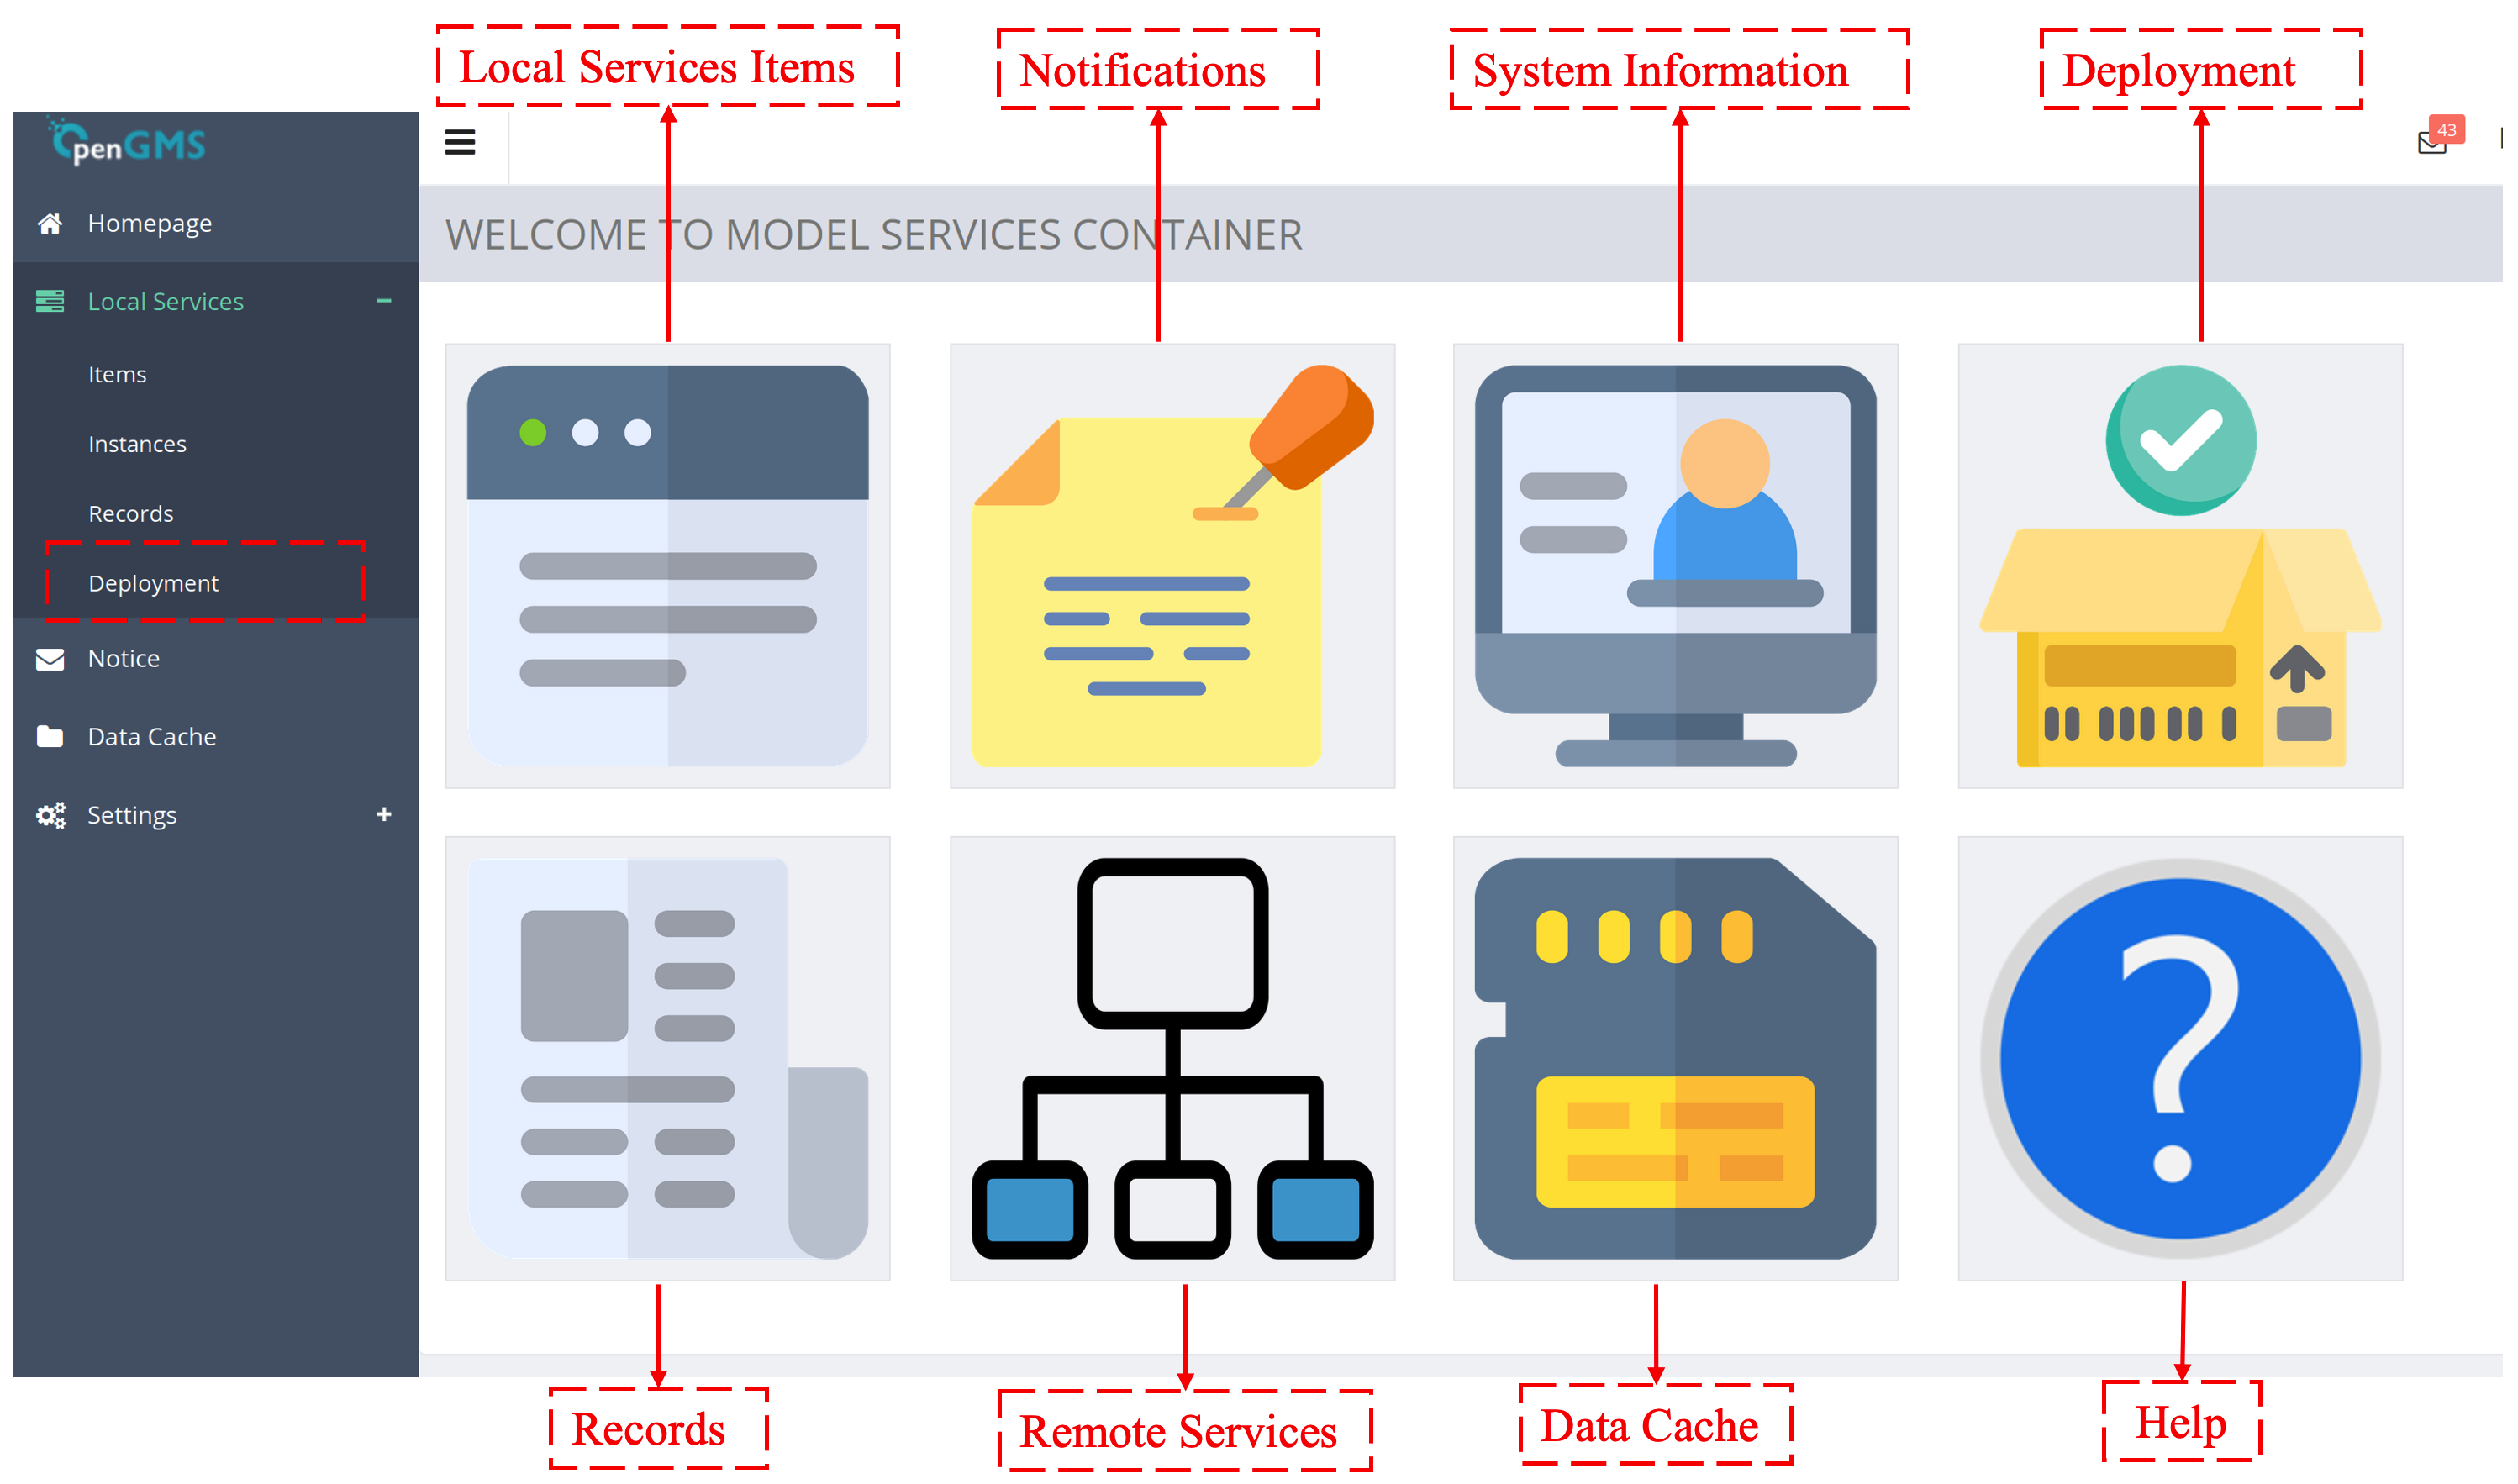 Local Services Items
Notifications
System Information
Deployment
OpenGMS
43
Homepage
WELCOME TO MODEL SERVICES CONTAINER
Local Services
Items
Instances
Records
Deployment
Notice
Data Cache
Settings
?
Records
Remote Services
Data Cache
Help